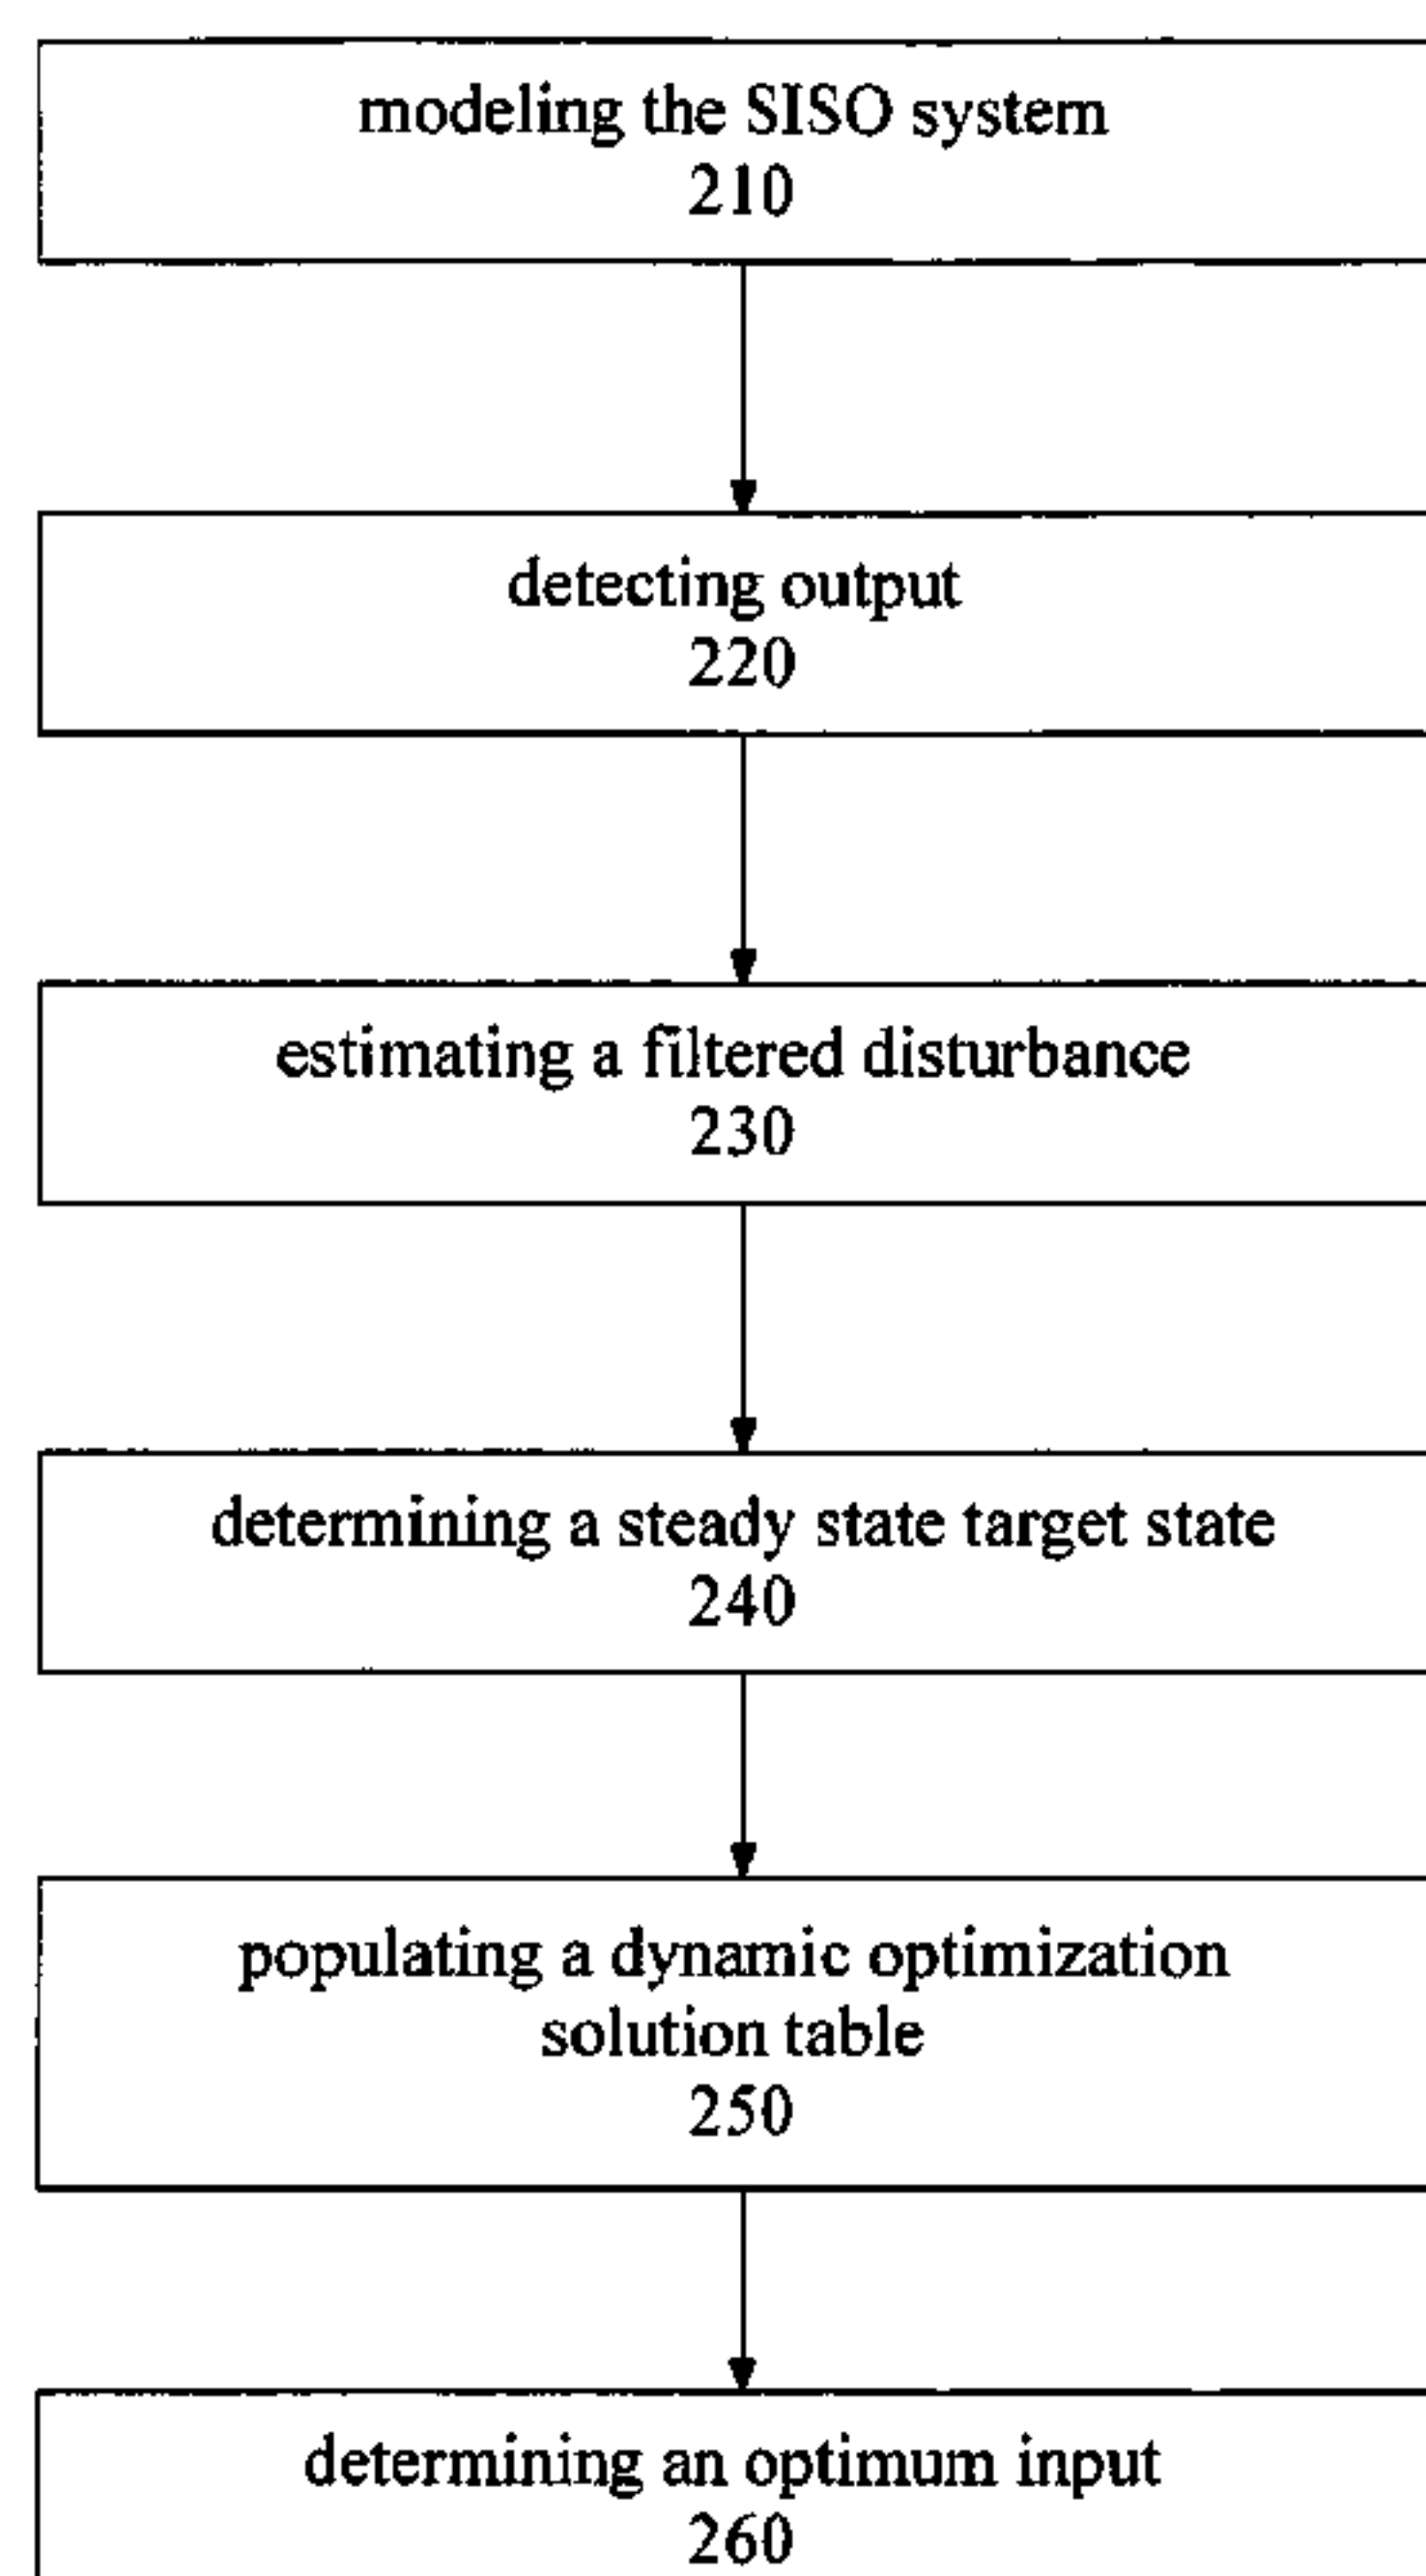 modeling the SISO system
210
detecting output
220
estimating a filtered disturbance
230
determining a steady state target state
240
populating a dynamic optimization
solution table
250
determining an optimum input
260